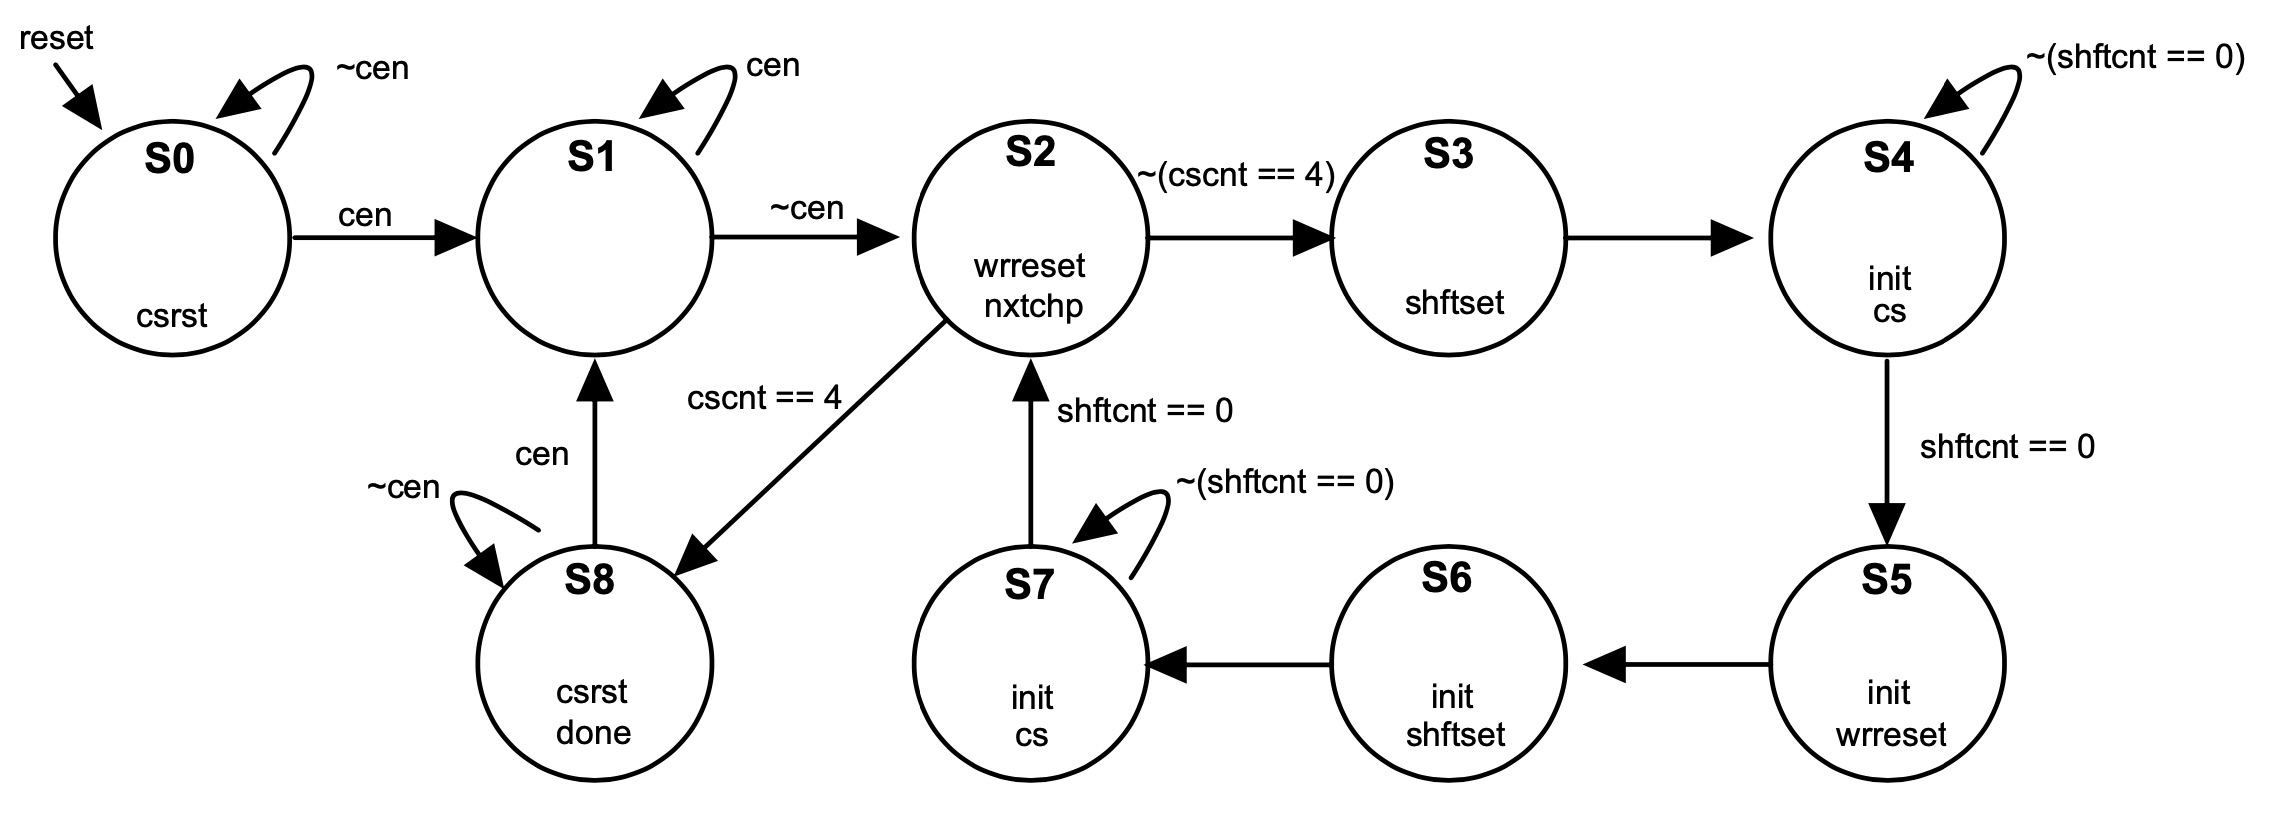 reset
~cen
cen
~(shftcnt == 0)
S0
S1
S2
S3
S4
~(cscnt == 4)
cen
~cen
wrreset
nxtchp
init
cs
csrst
shftset
cscnt == 4
shftcnt == 0
cen
shftcnt == 0
~cen
~(shftcnt == 0)
S8
S7
S6
S5
csrst
done
init
cs
init
shftset
init
wrreset